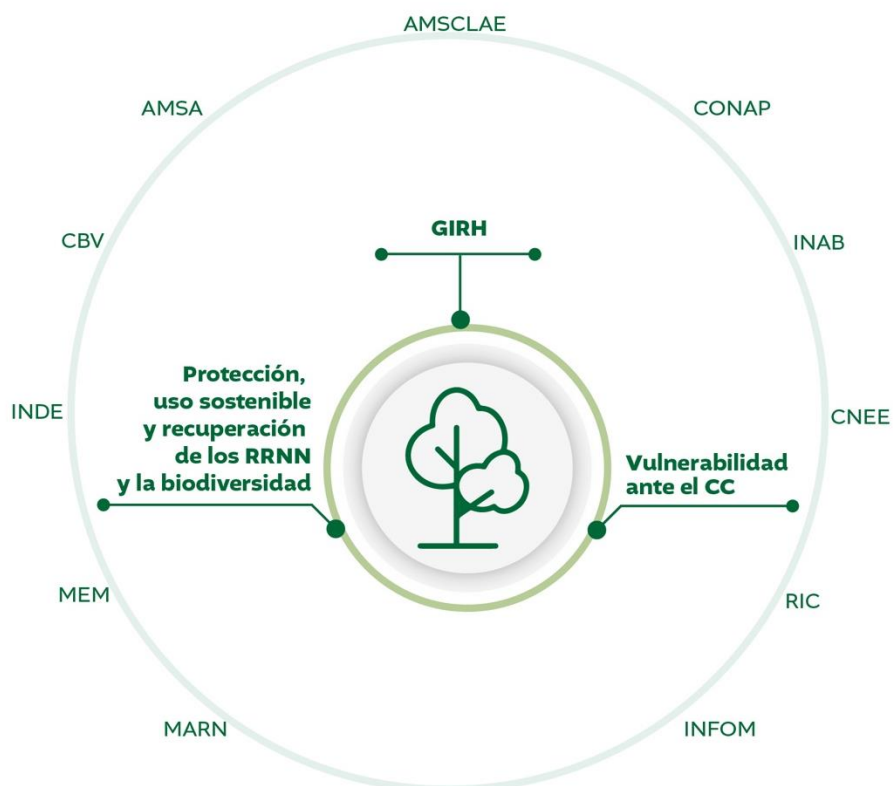 AMSCLAE
AMSA
CONAP
CBV
GIRH
INAB
Protección,
uso sostenible
y recuperación
de los RRNN
y la biodiversidad
INDE
CNEE
Vulnerabilidad
ante el CC
MEM
RIC
MARN
INFOM